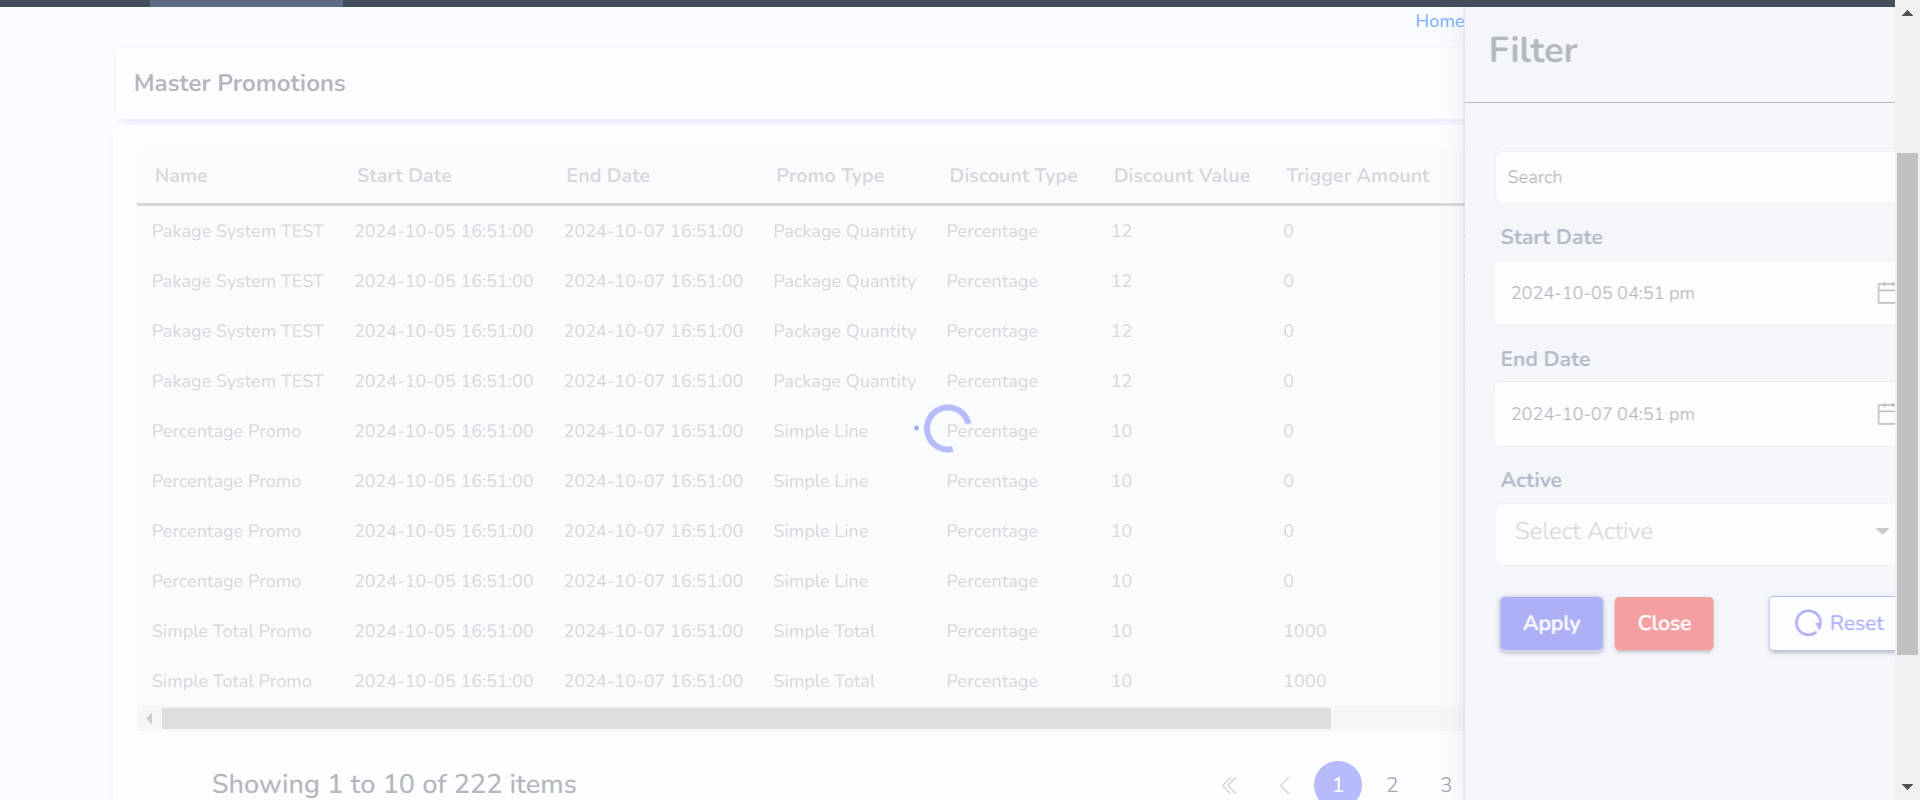 Home
Filter
Master Promotions
Name Start Date End Date Promo Type Discount Type Discount Value Trigger Amount
Pakage System TEST 2024-10-05 16:51:00 2024-10-07 16:51:00 Package Quantity Percentage 12 0
Pakage System TEST 2024-10-05 16:51:00 2024-10-07 16:51:00 Package Quantity Percentage 12 0
Pakage System TEST 2024-10-05 16:51:00 2024-10-07 16:51:00 Package Quantity Percentage 12 0
Pakage System TEST 2024-10-05 16:51:00 2024-10-07 16:51:00 Package Quantity Percentage 12 0
Percentage Promo 2024-10-05 16:51:00 2024-10-07 16:51:00 Simple Line Percentage 10 0
Percentage Promo 2024-10-05 16:51:00 2024-10-07 16:51:00 Simple Line Percentage 10 0
Percentage Promo 2024-10-05 16:51:00 2024-10-07 16:51:00 Simple Line Percentage 10 0
Percentage Promo 2024-10-05 16:51:00 2024-10-07 16:51:00 Simple Line Percentage 10 0
Simple Total Promo 2024-10-05 16:51:00 2024-10-07 16:51:00 Simple Total Percentage 10 1000
Simple Total Promo 2024-10-05 16:51:00 2024-10-07 16:51:00 Simple Total Percentage 10 1000
Showing 1 to 10 of 222 items
1 2 3
Search
Start Date
2024-10-05 04:51 pm
End Date
2024-10-07 04:51 pm
Active
Select Active
Apply Close Reset